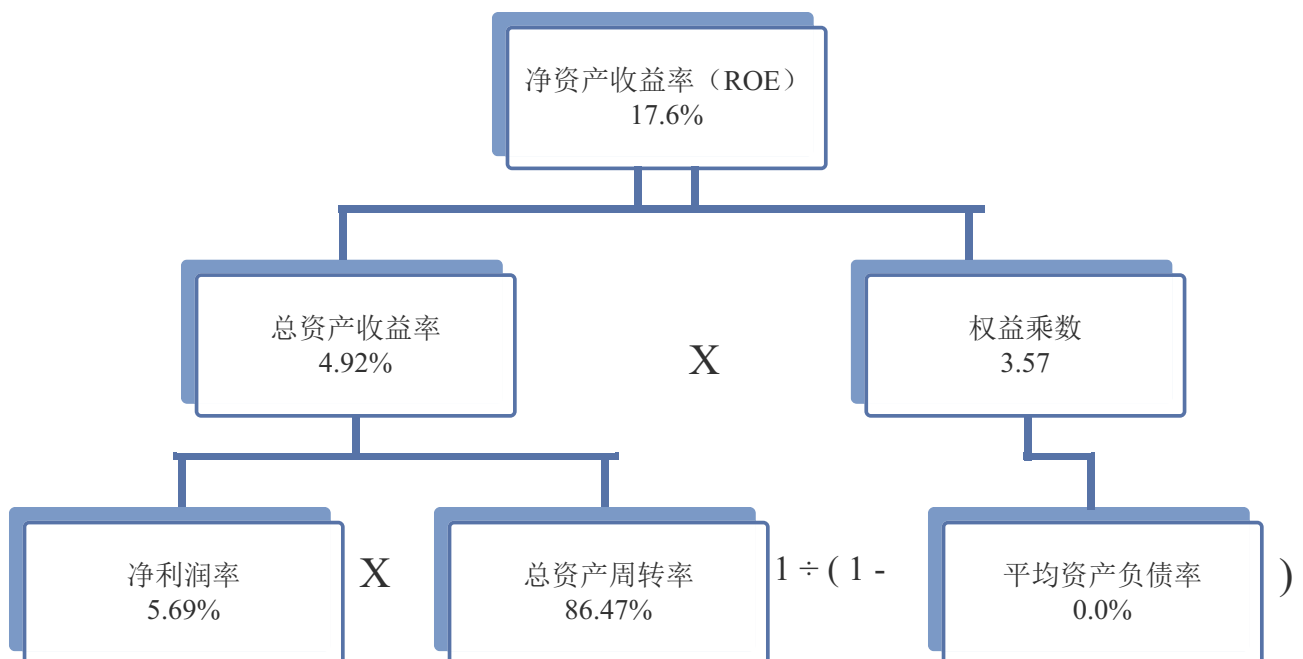 净资产收益率（ROE）
17.6%
总资产收益率
4.92%
X
权益乘数
3.57
净利润率
5.69%
X
总资产周转率
86.47%
1 ÷ ( 1 -
平均资产负债率
0.0%
)